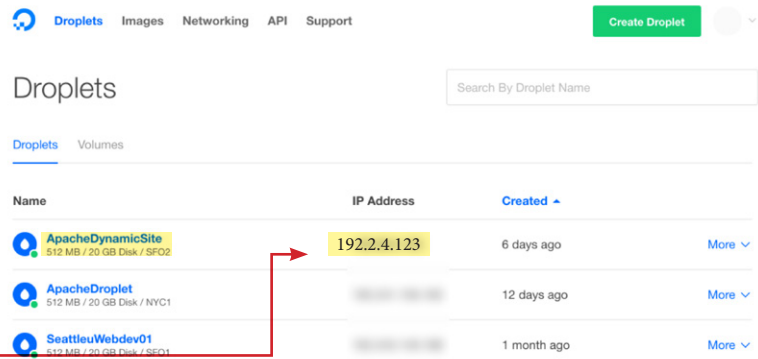 Droplets Images Networking API Support Create Droplet
Droplets
Search By Droplet Name
Droplets Volumes
Name IP Address Created
ApacheDynamicSite
512 MB / 20 GB Disk / SFO2
192.2.4.123 6 days ago More
ApacheDroplet
512 MB / 20 GB Disk / NYC1
12 days ago More
SeattleuWebdev01
512 MB / 20 GB Disk / SFO1
1 month ago More